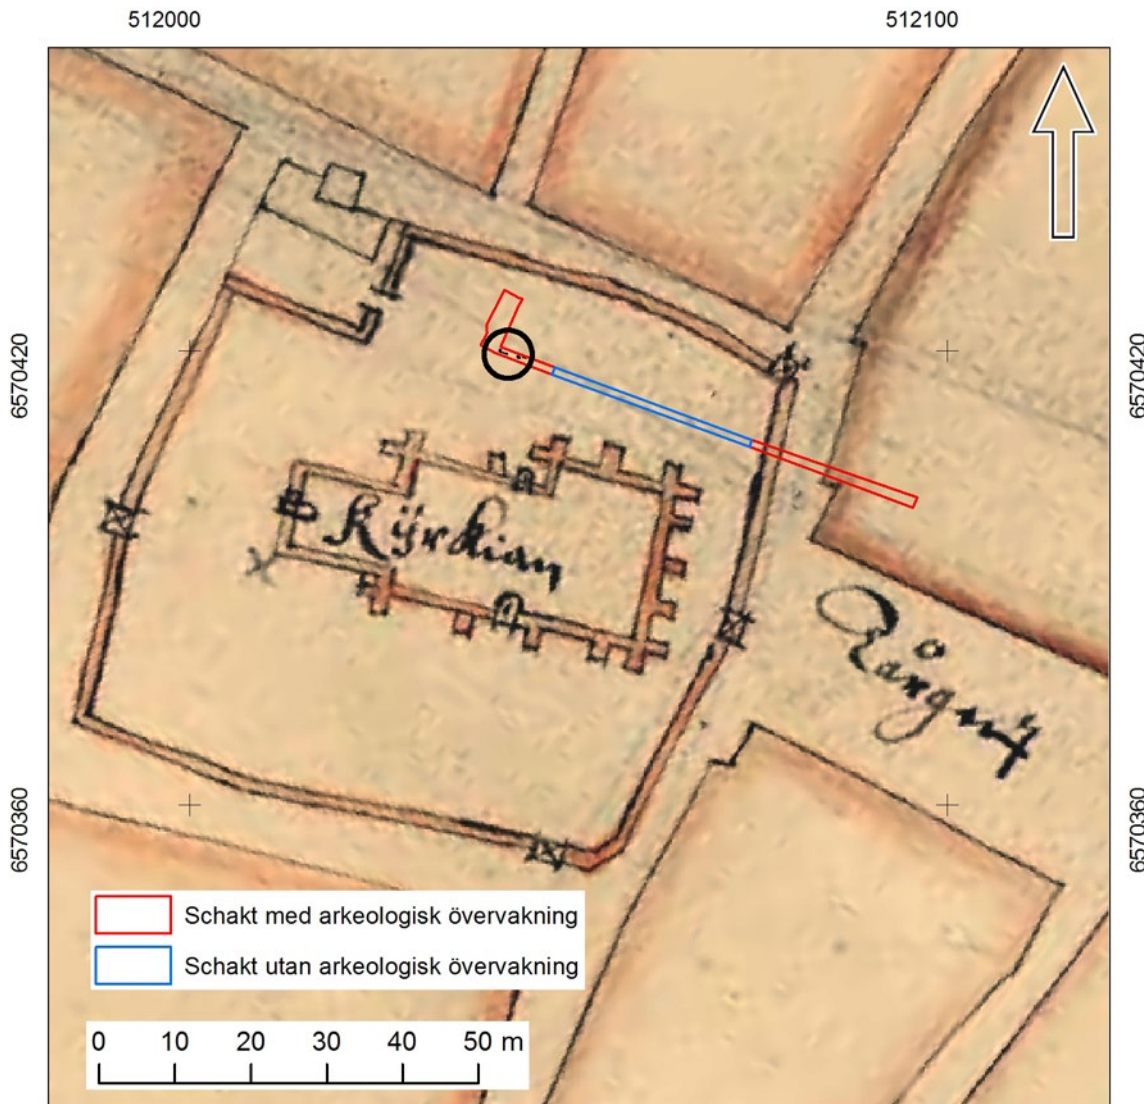 512000 512100
6570420 6570420
Kÿrkian
6570360 6570360
Schakt med arkeologisk övervakning
Schakt utan arkeologisk övervakning
0 10 20 30 40 50 m